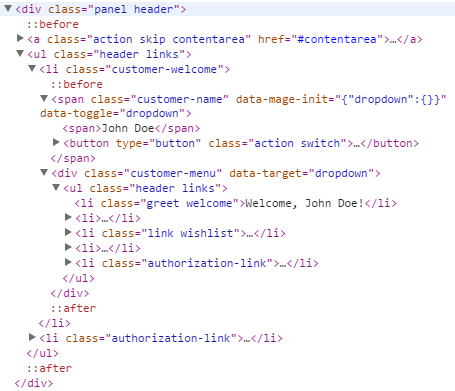 <div class="panel header">
::before
<a class="action skip contentarea" href="#contentarea">…</a>
<ul class="header links">
<li class="customer-welcome">
::before
<span class="customer-name" data-mage-init="{"dropdown":{}}"
data-toggle="dropdown">
<span>John Doe</span>
<button type="button" class="action switch">…</button>
</span>
<div class="customer-menu" data-target="dropdown">
<ul class="header links">
<li class="greet welcome">Welcome, John Doe!</li>
<li>…</li>
<li class="link wishlist">…</li>
<li>…</li>
<li class="authorization-link">…</li>
</ul>
</div>
::after
</li>
<li class="authorization-link">…</li>
</ul>
::after
</div>